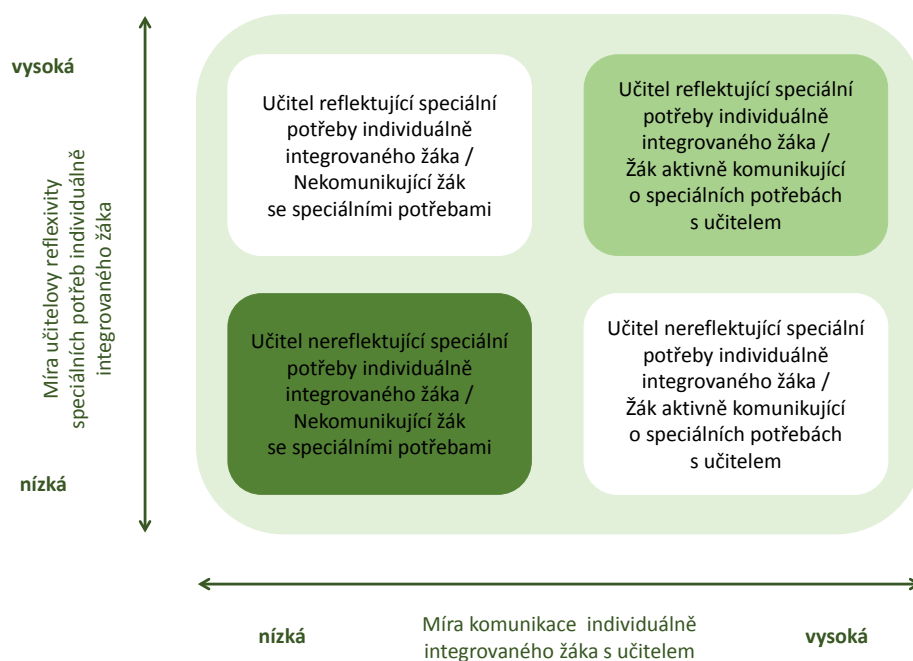 vysoká
Míra učitelovy reflexivity
speciálních potřeb individuálně
integrovaného žáka
nízká
Učitel reflektující speciální
potřeby individuálně
integrovaného žáka /
Nekomunikující žák
se speciálními potřebami
Učitel reflektující speciální
potřeby individuálně
integrovaného žáka /
Žák aktivně komunikující
o speciálních potřebách
s učitelem
Učitel nereflektující speciální
potřeby individuálně
integrovaného žáka /
Nekomunikující žák
se speciálními potřebami
Učitel nereflektující speciální
potřeby individuálně
integrovaného žáka /
Žák aktivně komunikující
o speciálních potřebách
s učitelem
nízká
Míra komunikace individuálně
integrovaného žáka s učitelem
vysoká